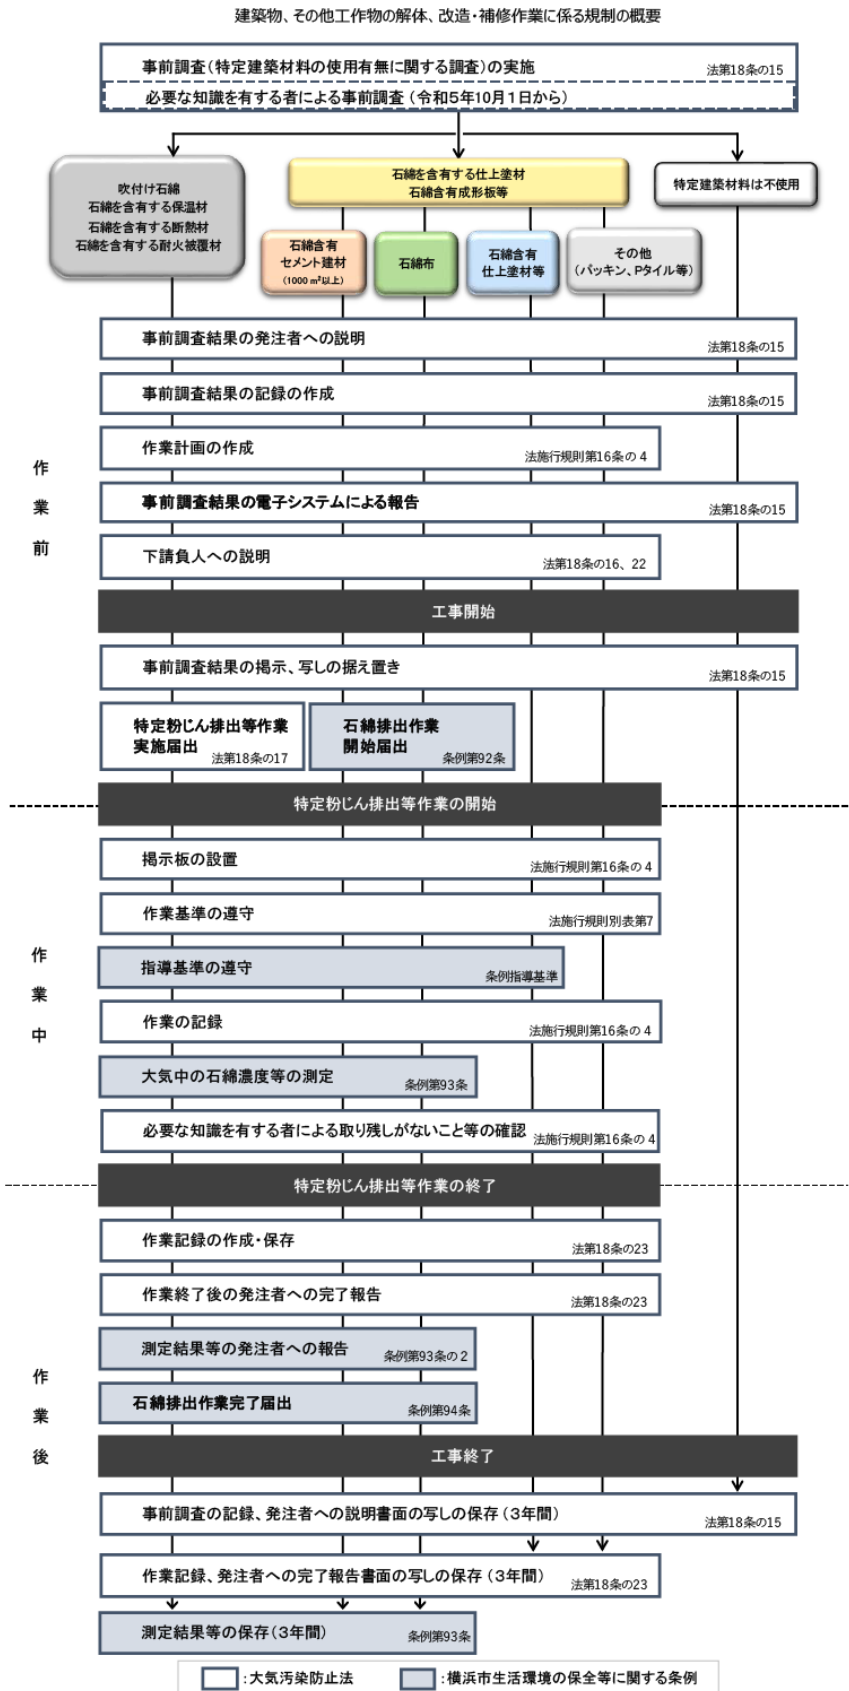 建築物、その他工作物の解体、改造・補修作業に係る規制の概要
事前調査(特定建築材料の使用有無に関する調査)の実施
法第18条の15
必要な知識を有する者による事前調査(令和5年10月1日から)
吹付け石綿
石綿を含有する保温材
石綿を含有する断熱材
石綿を含有する耐火被覆材
石綿を含有する仕上塗材
石綿含有成形板等
特定建築材料は不使用
石綿含有
セメント建材
(1000㎡以上)
石綿布
石綿含有
仕上塗材等
その他
(パッキン、Pタイル等)
作業前
事前調査結果の発注者への説明
法第18条の15
事前調査結果の記録の作成
法第18条の15
作業計画の作成
法施行規則第16条の4
事前調査結果の電子システムによる報告
法第18条の15
下請負人への説明
法第18条の16、22
工事開始
事前調査結果の掲示、写しの据え置き
法第18条の15
特定粉じん排出等作業
実施届出
法第18条の17
石綿排出作業
開始届出
条例第92条
特定粉じん排出等作業の開始
作業中
掲示板の設置
法施行規則第16条の4
作業基準の遵守
法施行規則別表第7
指導基準の遵守
条例指導基準
作業の記録
法施行規則第16条の4
大気中の石綿濃度等の測定
条例第93条
必要な知識を有する者による取り残しがないこと等の確認
法施行規則第16条の4
特定粉じん排出等作業の終了
作業後
作業記録の作成・保存
法第18条の23
作業終了後の発注者への完了報告
法第18条の23
測定結果等の発注者への報告
条例第93条の2
石綿排出作業完了届出
条例第94条
工事終了
事前調査の記録、発注者への説明書面の写しの保存(3年間)
法第18条の15
作業記録、発注者への完了報告書面の写しの保存(3年間)
法第18条の23
測定結果等の保存(3年間)
条例第93条
:大気汚染防止法
:横浜市生活環境の保全等に関する条例